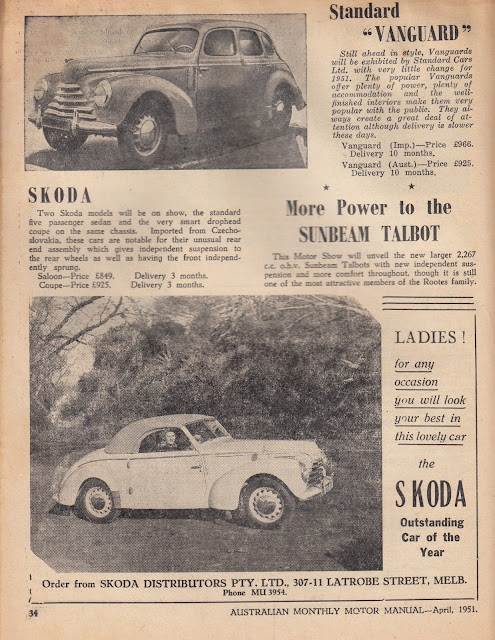 Standard
"VANGUARD"
Still ahead in style, Vanguards
will be exhibited by Standard Cars
Ltd. with very little change for
1951. The popular Vanguards
offer plenty of power, plenty of
accommodation and the well-
finished interiors make them very
popular with the public. They al-
ways create a great deal of at-
tention although delivery is slower
these days.
Vanguard (Imp.)—Price £966.
Delivery 10 months.
Vanguard (Aust.)—Price £925.
Delivery 10 months.
SKODA
Two Skoda models will be on show, the standard
five passenger sedan and the very smart drophead
coupe on the same chassis. Imported from Czecho-
slovakia, these cars are notable for their unusual rear
end assembly which gives independent suspension to
the rear wheels as well as having the front independ-
ently sprung.
Saloon—Price £849. Delivery 3 months.
Coupe—Price £925. Delivery 3 months.
More Power to the
SUNBEAM TALBOT
This Motor Show will unveil the new larger 2,267
c.c. o.h.v. Sunbeam Talbots with new independent sus-
pension and more comfort throughout, though it is still
one of the most attractive members of the Rootes family.
LADIES !
for any
occasion
you will look
your best in
this lovely car
the
SKODA
Outstanding
Car of the
Year
Order from SKODA DISTRIBUTORS PTY. LTD., 307-11 LATROBE STREET, MELB.
Phone MU 3954.
34
AUSTRALIAN MONTHLY MOTOR MANUAL—April, 1951.